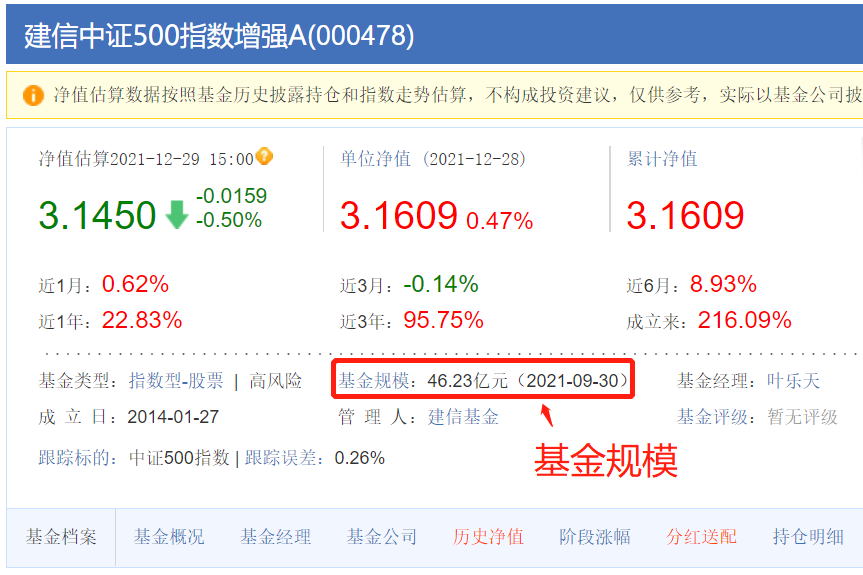 建信中证500指数增强A(000478)
净值估算数据按照基金历史披露持仓和指数走势估算，不构成投资建议，仅供参考，实际以基金公司披
净值估算2021-12-29 15:00
单位净值 (2021-12-28)
累计净值
3.1450 -0.0159 -0.50%
3.1609 0.47%
3.1609
近1月：0.62% 近3月：-0.14% 近6月：8.93%
近1年：22.83% 近3年：95.75% 成立来：216.09%
基金类型：指数型-股票 | 高风险 基金规模：46.23亿元（2021-09-30） 基金经理：叶乐天
成 立 日：2014-01-27 管 理 人：建信基金 基金评级：暂无评级
跟踪标的：中证500指数 | 跟踪误差：0.26%
基金规模
基金档案 基金概况 基金经理 基金公司 历史净值 阶段涨幅 分红送配 持仓明细